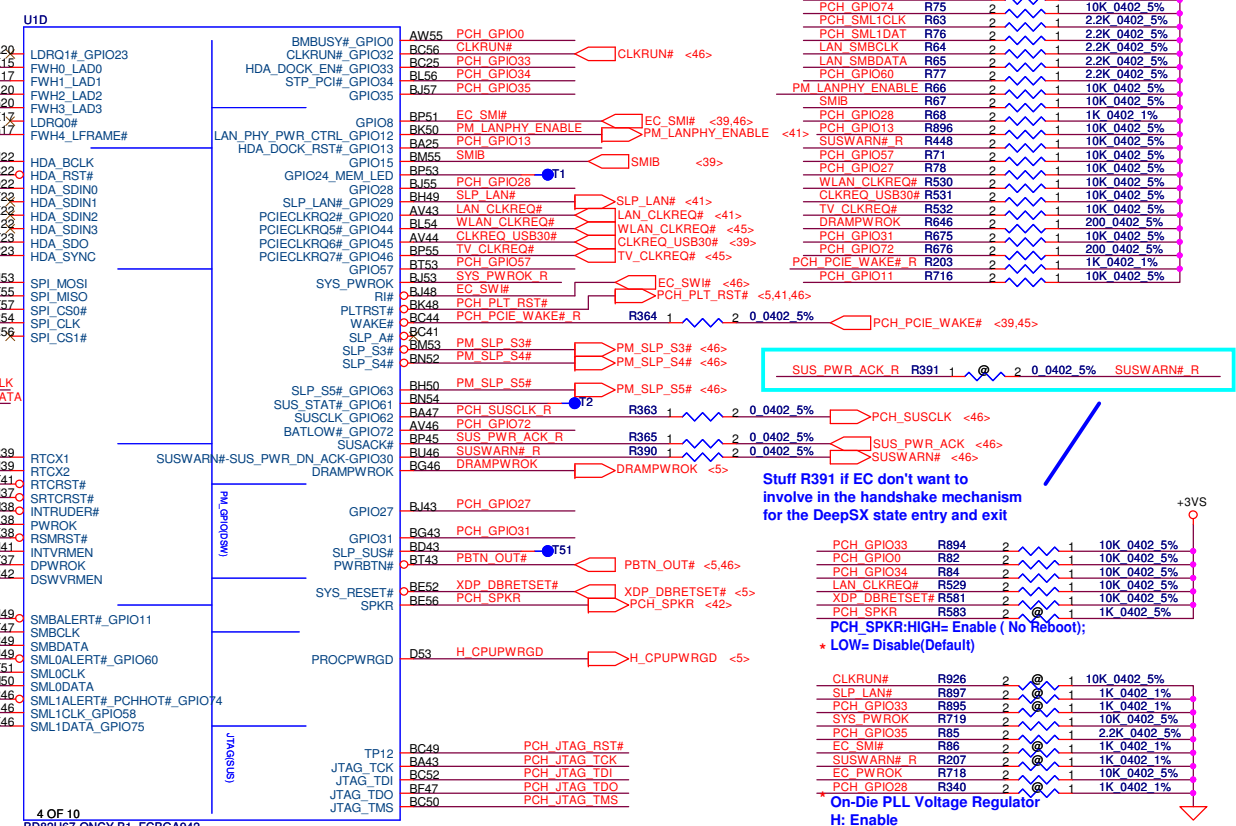 U1D
LDRQ1#_GPIO23
FWH0_LAD0
FWH1_LAD1
FWH2_LAD2
FWH3_LAD3
LDRQ0#
FWH4_LFRAME#
HDA_BCLK
HDA_RST#
HDA_SDIN0
HDA_SDIN1
HDA_SDIN2
HDA_SDIN3
HDA_SDO
HDA_SYNC
SPI_MOSI
SPI_MISO
SPI_CS0#
SPI_CLK
SPI_CS1#
RTCX1
RTCX2
RTCRST#
SRTCRST#
INTRUDER#
PWROK
RSMRST#
INTVRMEN
DPWROK
DSWVRMEN
SMBALERT#_GPIO11
SMBCLK
SMBDATA
SML0ALERT#_GPIO60
SML0CLK
SML0DATA
SML1ALERT#_PCHHOT#_GPIO74
SML1CLK_GPIO58
SML1DATA_GPIO75
4 OF 10
PM_GPIO(DSW)
JTAG(SUS)
BMBUSY#_GPIO0 AW55 PCH_GPIO0
CLKRUN#_GPIO32 BC56 CLKRUN# CLKRUN# <46>
HDA_DOCK_EN#_GPIO33 BC25 PCH_GPIO33
STP_PCI#_GPIO34 BL56 PCH_GPIO34
GPIO35 BJ57 PCH_GPIO35
GPIO8 BP51 EC_SMI# EC_SMI# <39,46>
LAN_PHY_PWR_CTRL_GPIO12 BK50 PM_LANPHY_ENABLE PM_LANPHY_ENABLE <41>
HDA_DOCK_RST#_GPIO13 BA25 PCH_GPIO13
GPIO15 BM55 SMIB SMIB <39>
GPIO24_MEM_LED BP53 T1
GPIO28 BJ55 PCH_GPIO28
SLP_LAN#_GPIO29 BH49 SLP_LAN# SLP_LAN# <41>
PCIECLKRQ2#_GPIO20 AV43 LAN_CLKREQ# LAN_CLKREQ# <41>
PCIECLKRQ5#_GPIO44 BL54 WLAN_CLKREQ# WLAN_CLKREQ# <45>
PCIECLKRQ6#_GPIO45 AV44 CLKREQ_USB30# CLKREQ_USB30# <39>
PCIECLKRQ7#_GPIO46 BP55 TV_CLKREQ# TV_CLKREQ# <45>
GPIO57 BT53 PCH_GPIO57
SYS_PWROK BJ53 SYS_PWROK_R
RI# BJ48 EC_SWI# EC_SWI# <46>
PLTRST# BK48 PCH_PLT_RST# PCH_PLT_RST# <5,41,46>
WAKE# BC44 PCH_PCIE_WAKE#_R R364 1 2 0_0402_5% PCH_PCIE_WAKE# <39,45>
SLP_A# BC41
SLP_S3# BM53 PM_SLP_S3# PM_SLP_S3# <46>
SLP_S4# BN52 PM_SLP_S4# PM_SLP_S4# <46>
SLP_S5#_GPIO63 BH50 PM_SLP_S5# PM_SLP_S5# <46>
SUS_STAT#_GPIO61 BN54 T2
SUSCLK_GPIO62 BA47 PCH_SUSCLK_R R363 1 2 0_0402_5% PCH_SUSCLK <46>
BATLOW#_GPIO72 AV46 PCH_GPIO72
SUSACK# BP45 SUS_PWR_ACK_R R365 1 2 0_0402_5% SUS_PWR_ACK <46>
SUSWARN#-SUS_PWR_DN_ACK-GPIO30 BU46 SUSWARN#_R R390 1 2 0_0402_5% SUSWARN# <46>
DRAMPWROK BG46 DRAMPWROK DRAMPWROK <5>
GPIO27 BJ43 PCH_GPIO27
GPIO31 BG43 PCH_GPIO31
SLP_SUS# BD43 T51
PWRBTN# BT43 PBTN_OUT# PBTN_OUT# <5,46>
SYS_RESET# BE52 XDP_DBRETSET# XDP_DBRETSET# <5>
SPKR BE56 PCH_SPKR PCH_SPKR <42>
PROCPWRGD D53 H_CPUPWRGD H_CPUPWRGD <5>
TP12 BC49 PCH_JTAG_RST#
JTAG_TCK BA43 PCH_JTAG_TCK
JTAG_TDI BC52 PCH_JTAG_TDI
JTAG_TDO BF47 PCH_JTAG_TDO
JTAG_TMS BC50 PCH_JTAG_TMS
PCH_GPIO74 R75 2 1 10K_0402_5%
PCH_SML1CLK R63 2 1 2.2K_0402_5%
PCH_SML1DAT R76 2 1 2.2K_0402_5%
LAN_SMBCLK R64 2 1 2.2K_0402_5%
LAN_SMBDATA R65 2 1 2.2K_0402_5%
PCH_GPIO60 R77 2 1 2.2K_0402_5%
PM_LANPHY_ENABLE R66 2 1 10K_0402_5%
SMIB R67 2 1 10K_0402_5%
PCH_GPIO28 R68 2 1 1K_0402_1%
PCH_GPIO13 R896 2 1 10K_0402_5%
SUSWARN#_R R448 2 1 10K_0402_5%
PCH_GPIO57 R71 2 1 10K_0402_5%
PCH_GPIO27 R78 2 1 10K_0402_5%
WLAN_CLKREQ# R530 2 1 10K_0402_5%
CLKREQ_USB30# R531 2 1 10K_0402_5%
TV_CLKREQ# R532 2 1 10K_0402_5%
DRAMPWROK R646 2 1 200_0402_5%
PCH_GPIO31 R675 2 1 10K_0402_5%
PCH_GPIO72 R676 2 1 200_0402_5%
PCH_PCIE_WAKE#_R R203 2 1 1K_0402_1%
PCH_GPIO11 R716 2 1 10K_0402_5%
SUS_PWR_ACK_R R391 1 @ 2 0_0402_5% SUSWARN#_R
Stuff R391 if EC don't want to
involve in the handshake mechanism
for the DeepSX state entry and exit
+3VS
PCH_GPIO33 R894 2 1 10K_0402_5%
PCH_GPIO0 R82 2 1 10K_0402_5%
PCH_GPIO34 R84 2 1 10K_0402_5%
LAN_CLKREQ# R529 2 1 10K_0402_5%
XDP_DBRETSET# R581 2 1 10K_0402_5%
PCH_SPKR R583 2 @ 1 1K_0402_5%
PCH_SPKR:HIGH= Enable ( No Reboot);
* LOW= Disable(Default)
CLKRUN# R926 2 @ 1 10K_0402_5%
SLP_LAN# R897 2 @ 1 1K_0402_1%
PCH_GPIO33 R895 2 @ 1 1K_0402_1%
SYS_PWROK R719 2 1 10K_0402_5%
PCH_GPIO35 R85 2 1 2.2K_0402_5%
EC_SMI# R86 2 @ 1 1K_0402_1%
SUSWARN#_R R207 2 @ 1 1K_0402_1%
EC_PWROK R718 2 1 10K_0402_5%
PCH_GPIO28 R340 2 @ 1 1K_0402_1%
* On-Die PLL Voltage Regulator
H: Enable